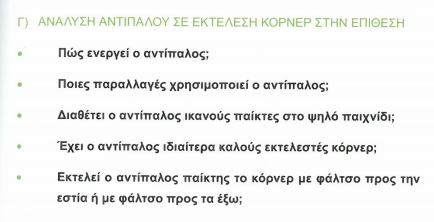 Γ) ΑΝΑΛΥΣΗ ΑΝΤΙΠΑΛΟΥ ΣΕ ΕΚΤΕΛΕΣΗ ΚΟΡΝΕΡ ΣΤΗΝ ΕΠΙΘΕΣΗ
• Πώς ενεργεί ο αντίπαλος;
• Ποιες παραλλαγές χρησιμοποιεί ο αντίπαλος;
• Διαθέτει ο αντίπαλος ικανούς παίκτες στο ψηλό παιχνίδι;
• Έχει ο αντίπαλος ιδιαίτερα καλούς εκτελεστές κόρνερ;
• Εκτελεί ο αντίπαλος παίκτης το κόρνερ με φάλτσο προς την
εστία ή με φάλτσο προς τα έξω;